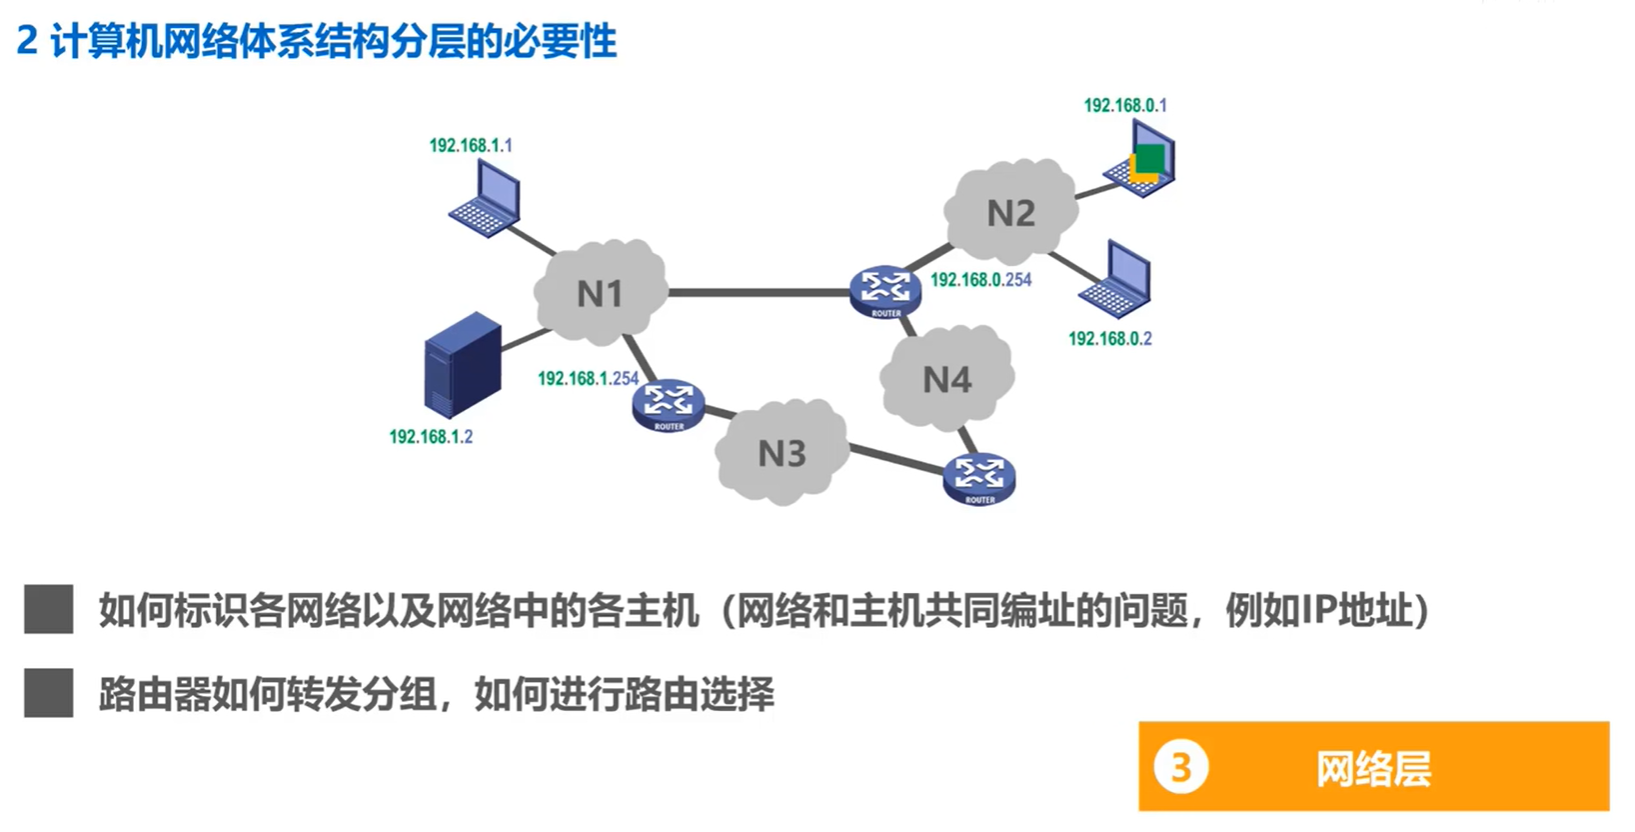 2 计算机网络体系结构分层的必要性
192.168.0.1
192.168.1.1
N2
192.168.0.254
N1
ROUTER
192.168.0.2
192.168.1.254
N4
ROUTER
192.168.1.2
N3
ROUTER
如何标识各网络以及网络中的各主机（网络和主机共同编址的问题，例如IP地址）
路由器如何转发分组，如何进行路由选择
3 网络层